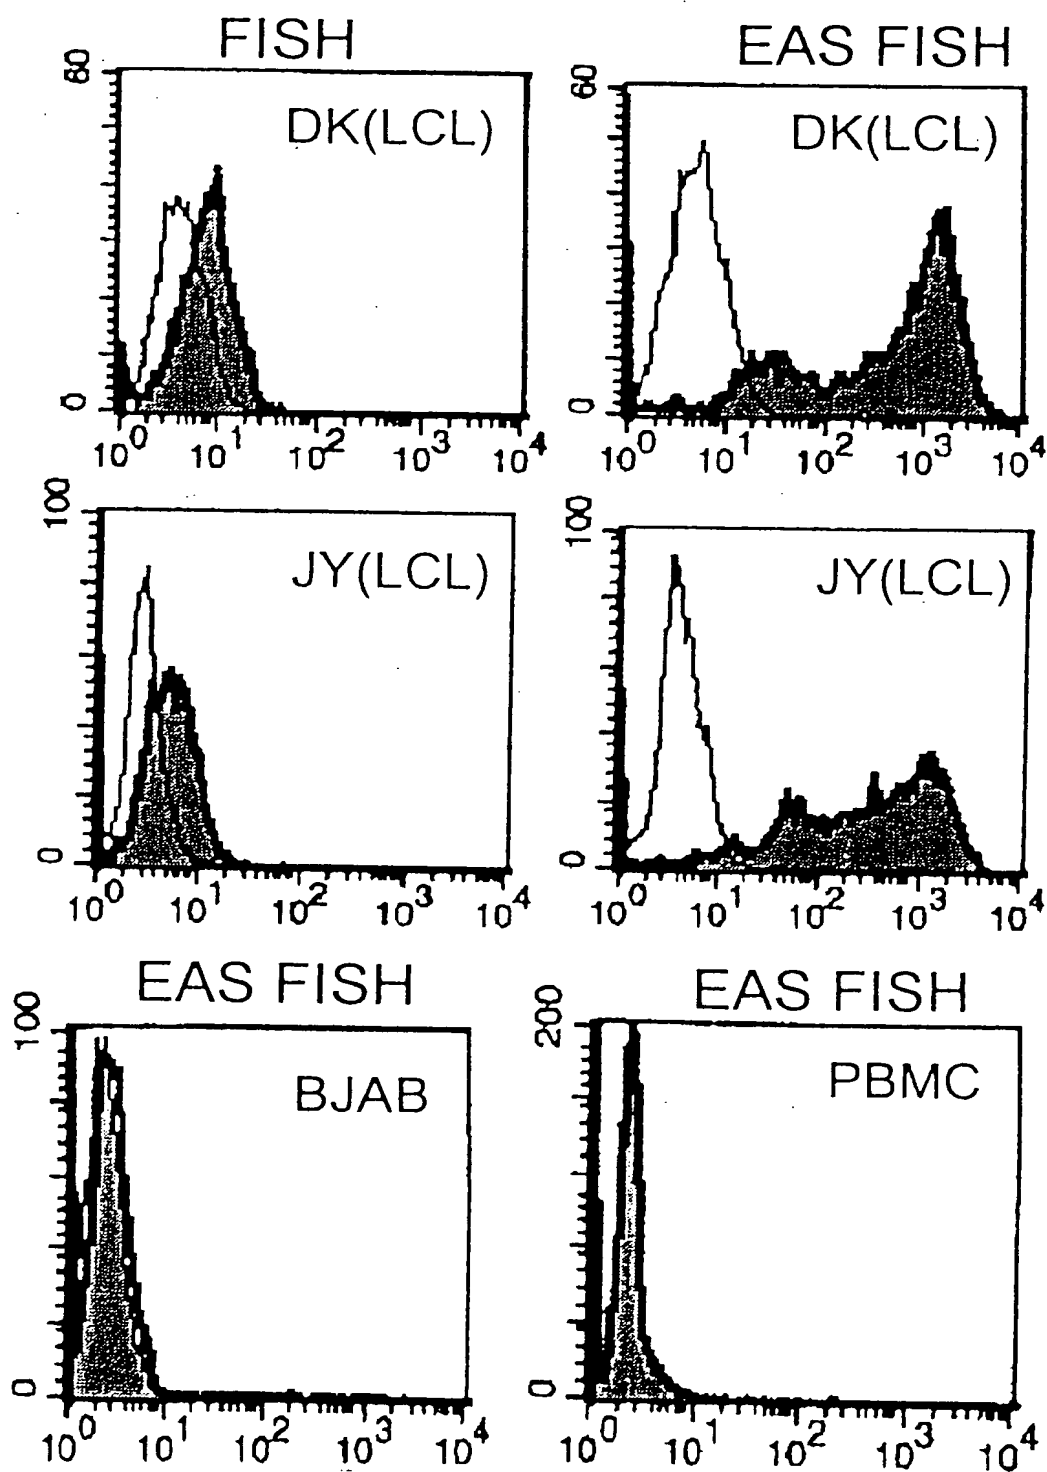 FISH EAS FISH
80 60
DK(LCL) DK(LCL)
0 0
10^0 10^1 10^2 10^3 10^4 10^0 10^1 10^2 10^3 10^4
100 100
JY(LCL) JY(LCL)
0 0
10^0 10^1 10^2 10^3 10^4 10^0 10^1 10^2 10^3 10^4
EAS FISH EAS FISH
100 200
BJAB PBMC
0 0
10^0 10^1 10^2 10^3 10^4 10^0 10^1 10^2 10^3 10^4